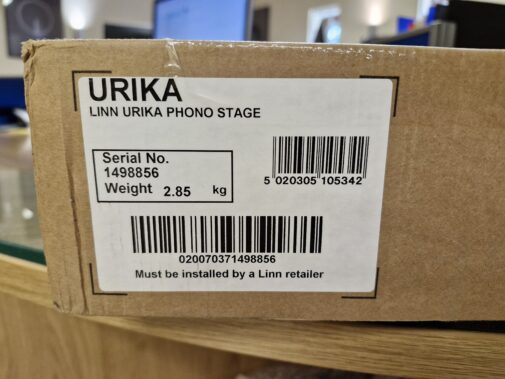 URIKA
LINN URIKA PHONO STAGE
Serial No.
1498856
Weight 2.85 kg
5 020305 105342
020070371498856
Must be installed by a Linn retailer